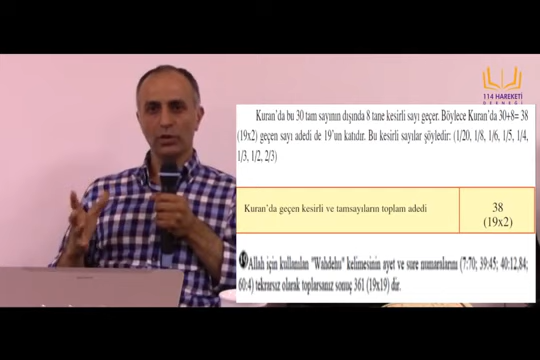 114 HAREKETİ
DERNEĞİ
Kuran'da bu 30 tam sayının dışında 8 tane kesirli sayı geçer. Böylece Kuran'da 30+8= 38
(19x2) geçen sayı adedi de 19'un katıdır. Bu kesirli sayılar şöyledir: (1/20, 1/8, 1/6, 1/5, 1/4,
1/3, 1/2, 2/3)
Kuran'da geçen kesirli ve tamsayıların toplam adedi
38
(19x2)
Allah için kullanılan "Wahdehu" kelimesinin ayet ve sure numaralarını (7:70; 39:45; 40:12,84;
60:4) tekrarsız olarak toplarsanız sonuç 361 (19x19) dir.